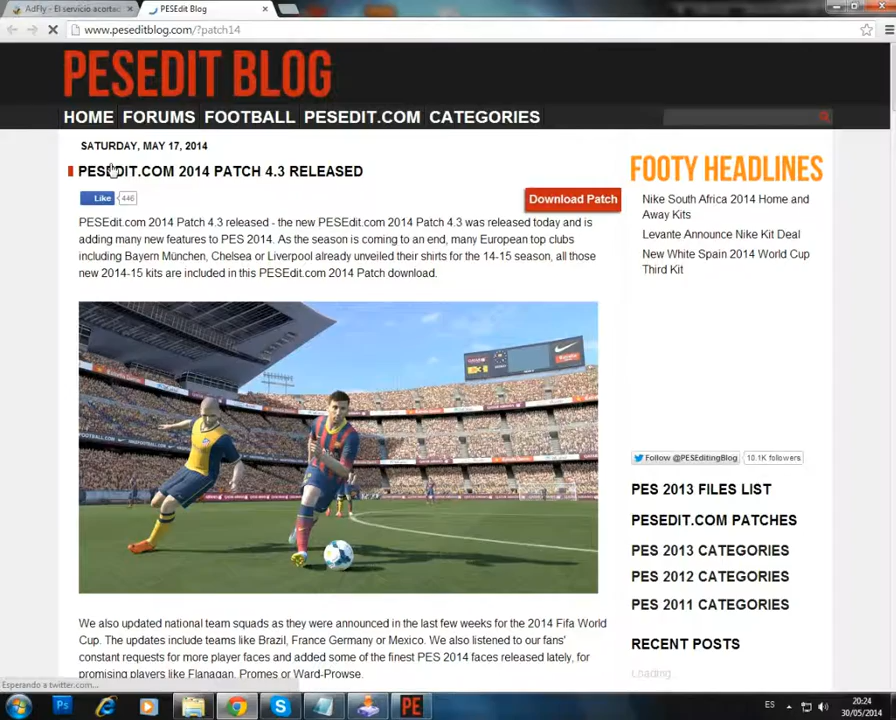 AdFly - El servicio acortac
PESEdit Blog
www.peseditblog.com/?patch14
PESEDIT BLOG
HOME FORUMS FOOTBALL PESEDIT.COM CATEGORIES
SATURDAY, MAY 17, 2014
PESEDIT.COM 2014 PATCH 4.3 RELEASED
Like 446
Download Patch
PESEdit.com 2014 Patch 4.3 released - the new PESEdit.com 2014 Patch 4.3 was released today and is
adding many new features to PES 2014. As the season is coming to an end, many European top clubs
including Bayern München, Chelsea or Liverpool already unveiled their shirts for the 14-15 season, all those
new 2014-15 kits are included in this PESEdit.com 2014 Patch download.
We also updated national team squads as they were announced in the last few weeks for the 2014 Fifa World
Cup. The updates include teams like Brazil, France Germany or Mexico. We also listened to our fans'
constant requests for more player faces and added some of the finest PES 2014 faces released lately, for
promising players like Flanagan, Promes or Ward-Prowse.
FOOTY HEADLINES
Nike South Africa 2014 Home and
Away Kits
Levante Announce Nike Kit Deal
New White Spain 2014 World Cup
Third Kit
Follow @PESEditingBlog 10.1K followers
PES 2013 FILES LIST
PESEDIT.COM PATCHES
PES 2013 CATEGORIES
PES 2012 CATEGORIES
PES 2011 CATEGORIES
RECENT POSTS
Loading
Esperando a twitter.com...
Ps
PE
ES
20:24
30/05/2014